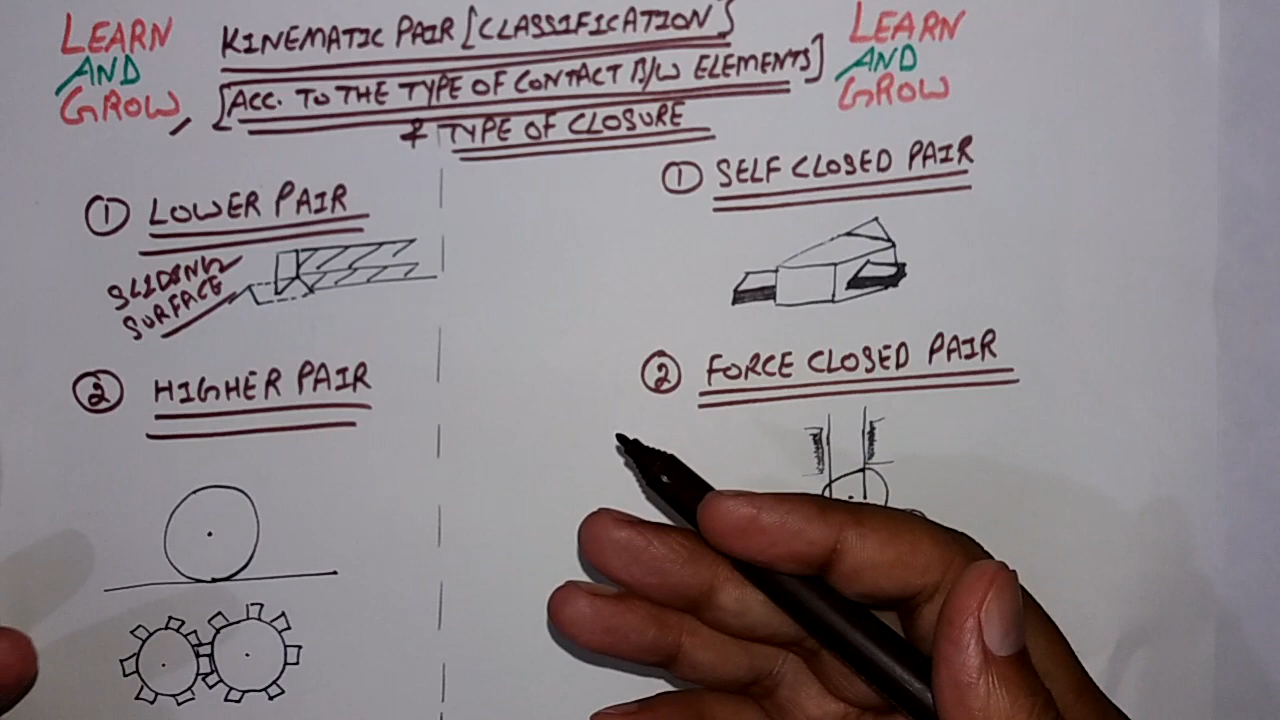 LEARN
AND
GROW,
KINEMATIC PAIR [CLASSIFICATION]
[ACC. TO THE TYPE OF CONTACT B/W ELEMENTS]
& TYPE OF CLOSURE
LEARN
AND
GROW
① LOWER PAIR
SLIDING
SURFACE
② HIGHER PAIR
① SELF CLOSED PAIR
② FORCE CLOSED PAIR